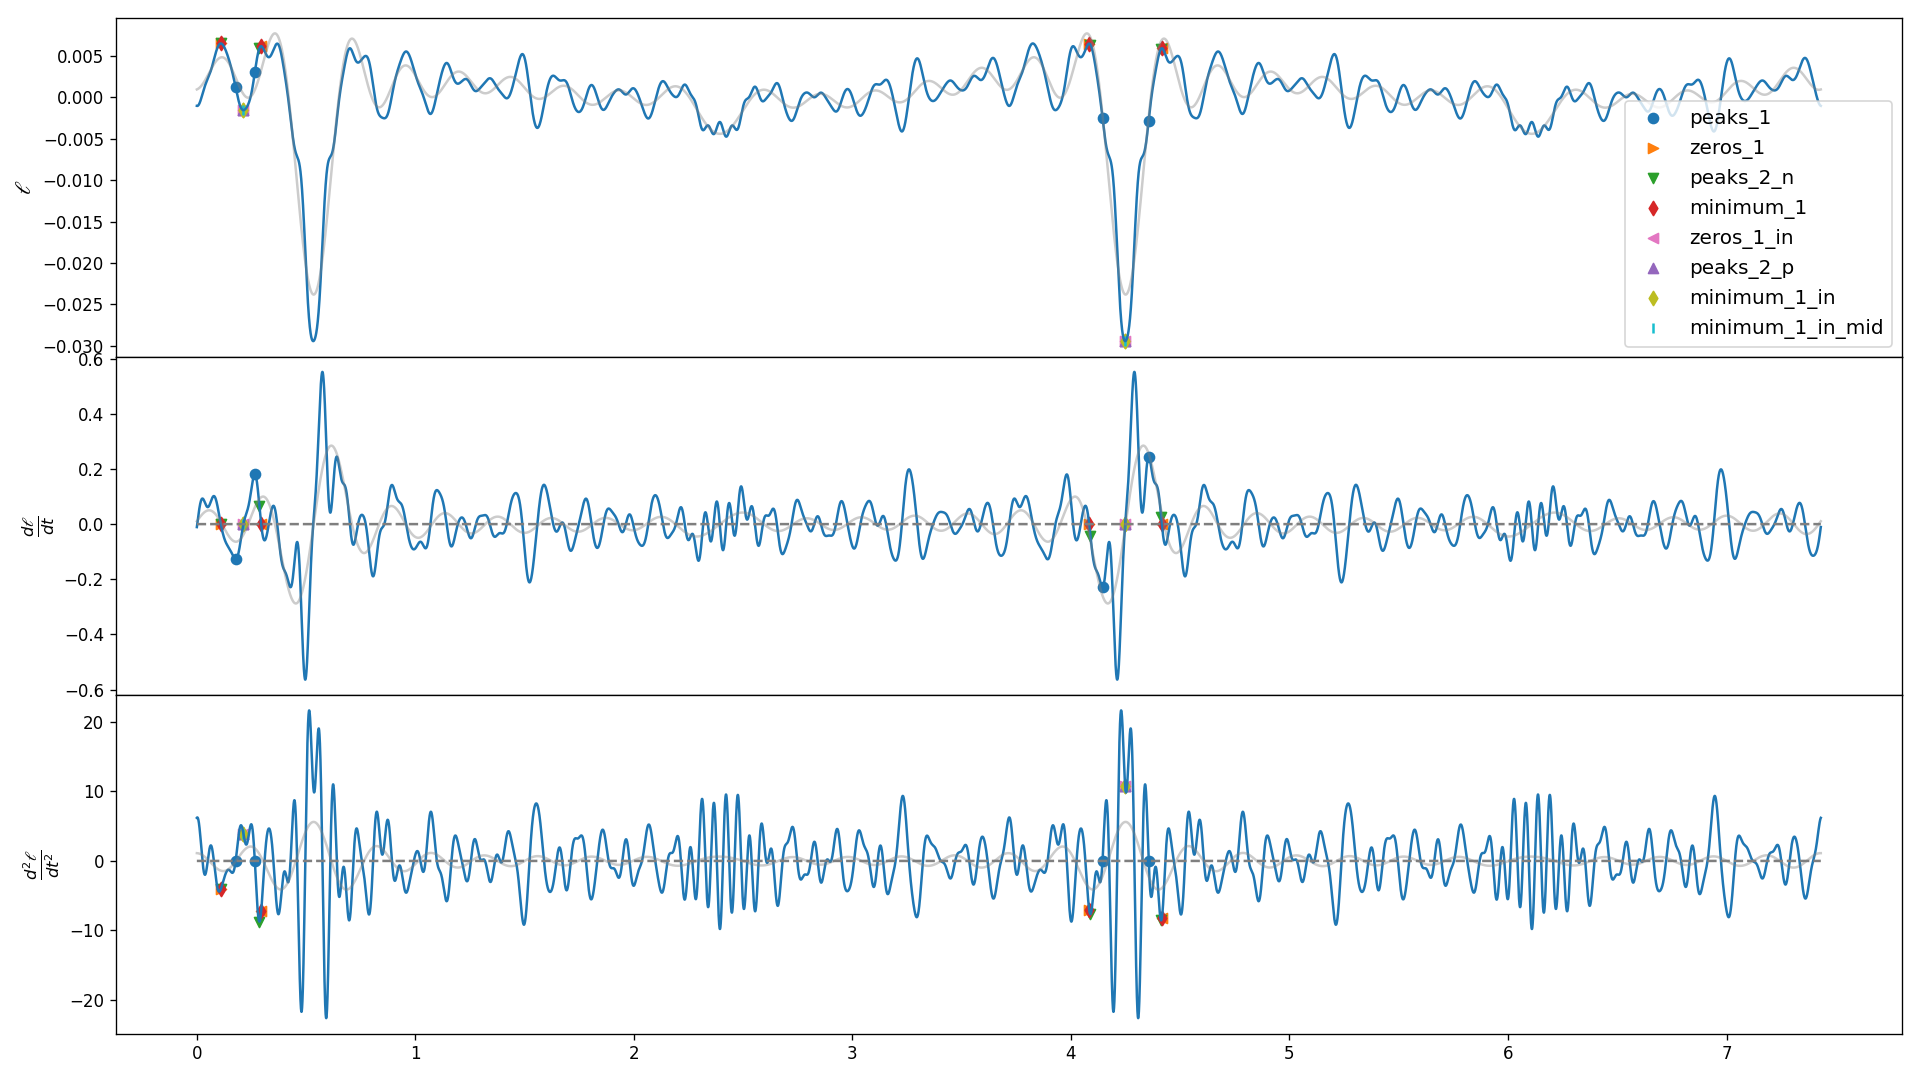 0.005
0.000
−0.005
−0.010
−0.015
−0.020
−0.025
−0.030
ℓ
peaks_1
zeros_1
peaks_2_n
minimum_1
zeros_1_in
peaks_2_p
minimum_1_in
minimum_1_in_mid
0.6
0.4
0.2
0.0
−0.2
−0.4
−0.6
dℓ
dt
20
10
0
−10
−20
d²ℓ
dt²
0 1 2 3 4 5 6 7